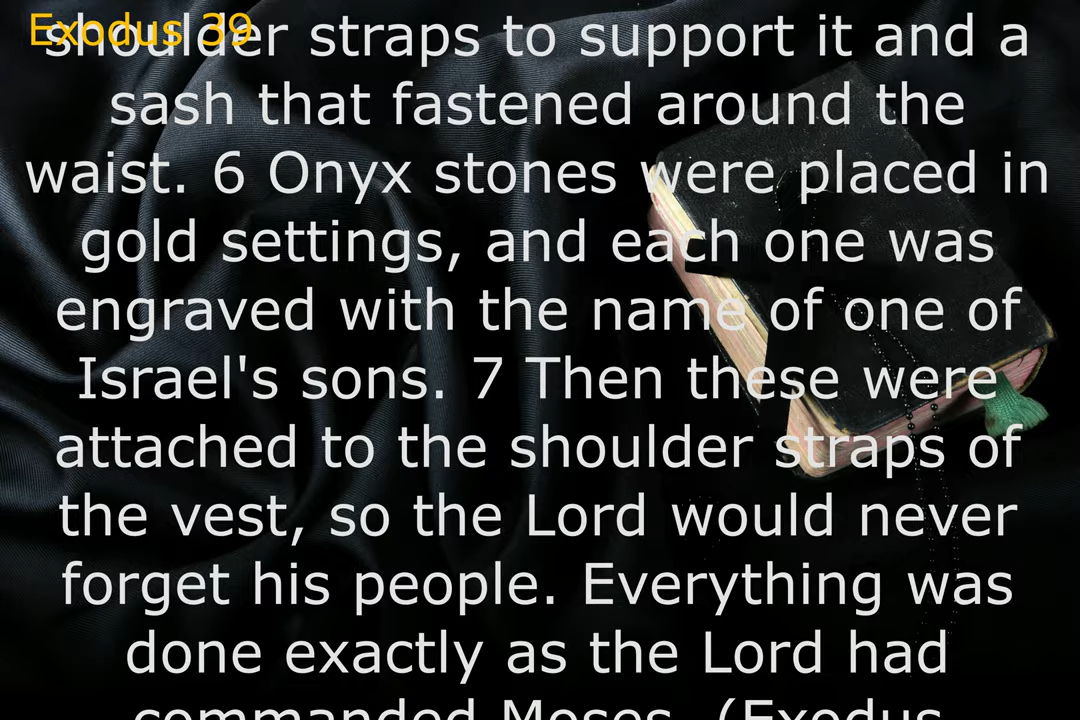 Exodus 39
shoulder straps to support it and a
sash that fastened around the
waist. 6 Onyx stones were placed in
gold settings, and each one was
engraved with the name of one of
Israel's sons. 7 Then these were
attached to the shoulder straps of
the vest, so the Lord would never
forget his people. Everything was
done exactly as the Lord had
commanded Moses. (Exodus